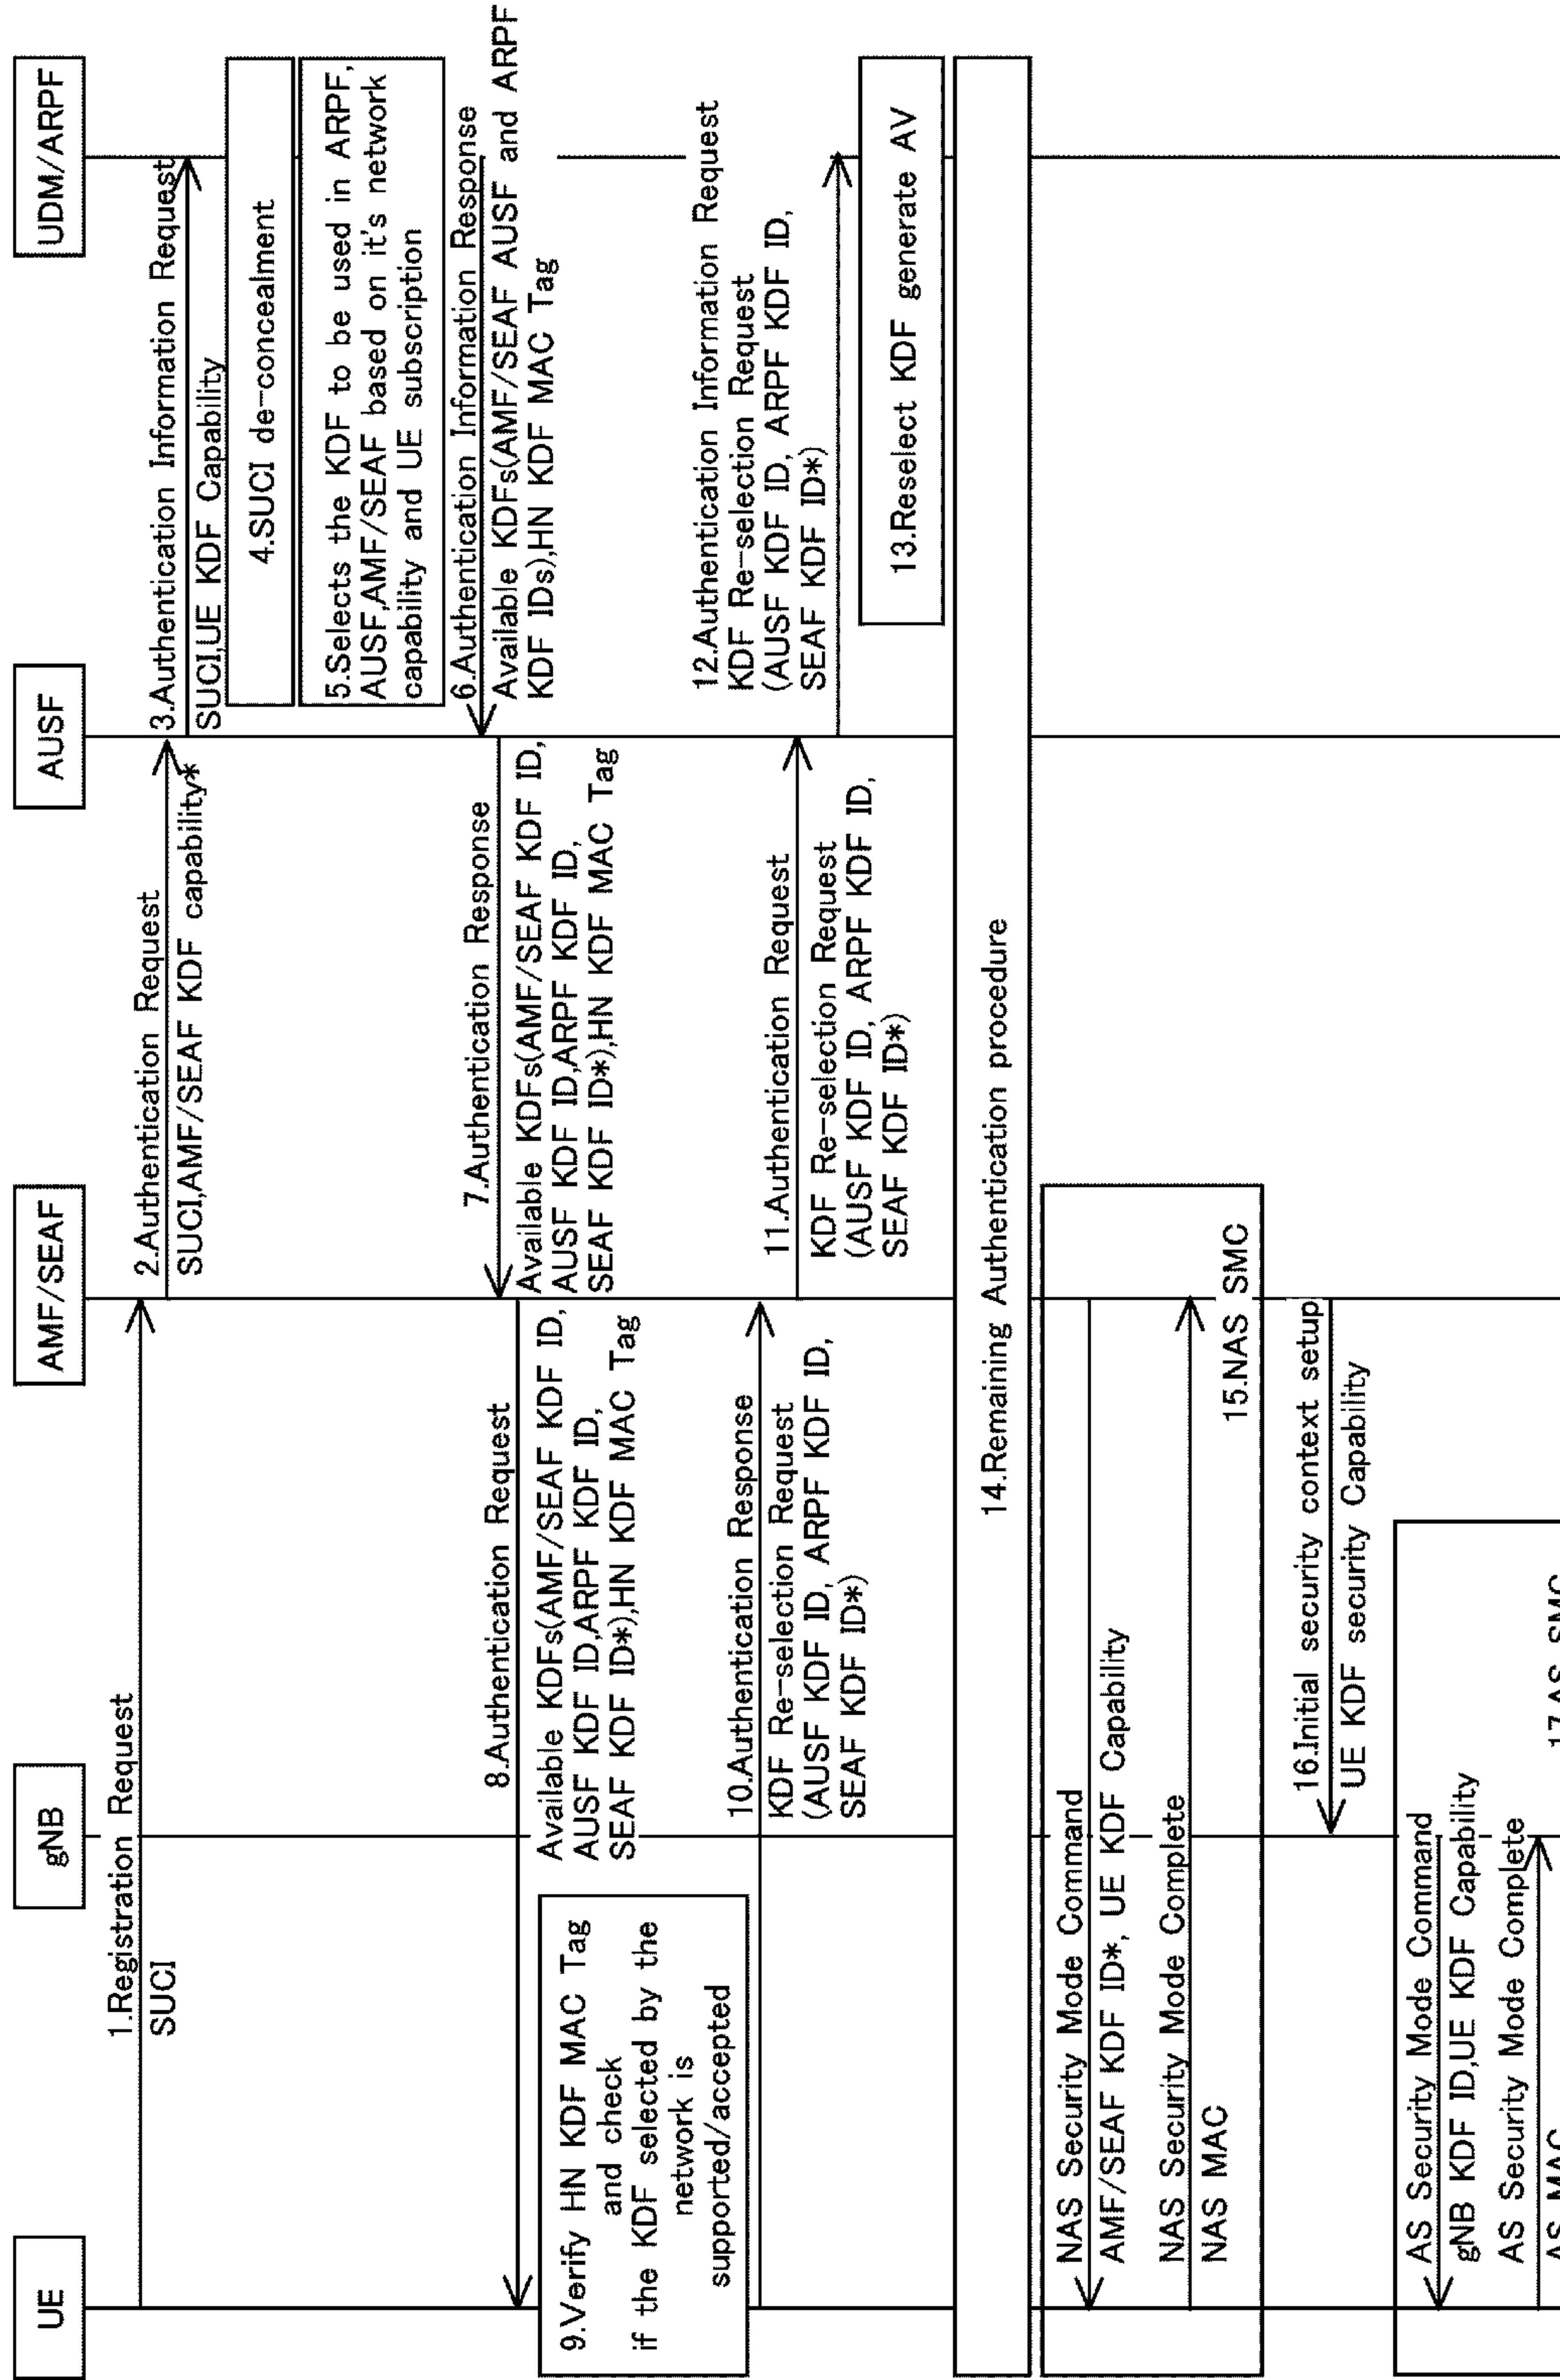 UE
gNB
AMF/SEAF
AUSF
UDM/ARPF
1.Registration Request
SUCI
2.Authentication Request
SUCI,AMF/SEAF KDF capability*
3.Authentication Information Request
SUCI,UE KDF Capability
4.SUCI de-concealment
5.Selects the KDF to be used in ARPF,
AUSF,AMF/SEAF based on it's network
capability and UE subscription
6.Authentication Information Response
Available KDFs(AMF/SEAF AUSF and ARPF
KDF IDs),HN KDF MAC Tag
7.Authentication Response
Available KDFs(AMF/SEAF KDF ID,
AUSF KDF ID,ARPF KDF ID,
SEAF KDF ID*),HN KDF MAC Tag
8.Authentication Request
Available KDFs(AMF/SEAF KDF ID,
AUSF KDF ID,ARPF KDF ID,
SEAF KDF ID*),HN KDF MAC Tag
9.Verify HN KDF MAC Tag
and check
if the KDF selected by the
network is
supported/accepted
10.Authentication Response
KDF Re-selection Request
(AUSF KDF ID, ARPF KDF ID,
SEAF KDF ID*)
11.Authentication Request
KDF Re-selection Request
(AUSF KDF ID, ARPF KDF ID,
SEAF KDF ID*)
12.Authentication Information Request
KDF Re-selection Request
(AUSF KDF ID, ARPF KDF ID,
SEAF KDF ID*)
13.Reselect KDF generate AV
14.Remaining Authentication procedure
NAS Security Mode Command
AMF/SEAF KDF ID*, UE KDF Capability
NAS Security Mode Complete
NAS MAC
15.NAS SMC
16.Initial security context setup
UE KDF security Capability
AS Security Mode Command
gNB KDF ID,UE KDF Capability
AS Security Mode Complete
AS MAC
17.AS SMC